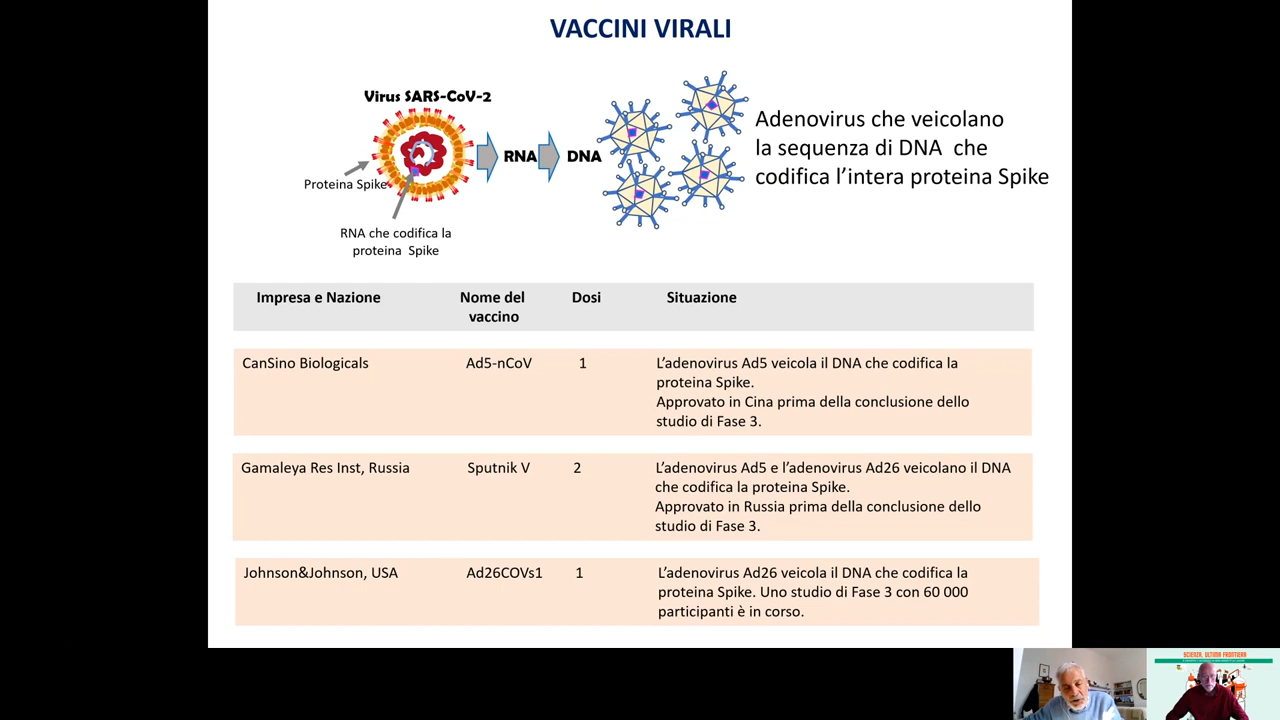 VACCINI VIRALI
Virus SARS-CoV-2
RNA
DNA
Proteina Spike
RNA che codifica la
proteina Spike
Adenovirus che veicolano
la sequenza di DNA che
codifica l’intera proteina Spike
Impresa e Nazione
Nome del
vaccino
Dosi
Situazione
CanSino Biologicals
Ad5-nCoV
1
L’adenovirus Ad5 veicola il DNA che codifica la
proteina Spike.
Approvato in Cina prima della conclusione dello
studio di Fase 3.
Gamaleya Res Inst, Russia
Sputnik V
2
L’adenovirus Ad5 e l’adenovirus Ad26 veicolano il DNA
che codifica la proteina Spike.
Approvato in Russia prima della conclusione dello
studio di Fase 3.
Johnson&Johnson, USA
Ad26COVs1
1
L’adenovirus Ad26 veicola il DNA che codifica la
proteina Spike. Uno studio di Fase 3 con 60 000
participanti è in corso.
SCIENZA, ULTIMA FRONTIERA